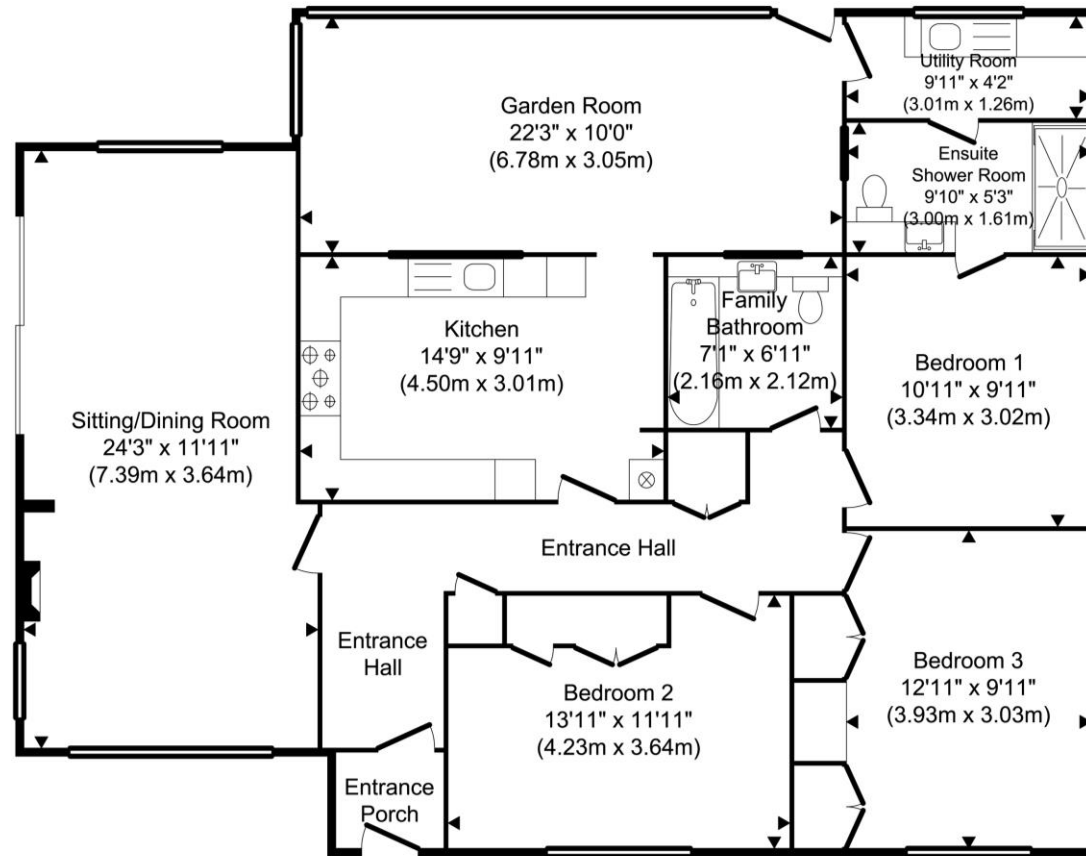 Garden Room
22'3" x 10'0"
(6.78m x 3.05m)
Utility Room
9'11" x 4'2"
(3.01m x 1.26m)
Ensuite
Shower Room
9'10" x 5'3"
(3.00m x 1.61m)
Kitchen
14'9" x 9'11"
(4.50m x 3.01m)
Family
Bathroom
7'1" x 6'11"
(2.16m x 2.12m)
Bedroom 1
10'11" x 9'11"
(3.34m x 3.02m)
Sitting/Dining Room
24'3" x 11'11"
(7.39m x 3.64m)
Entrance Hall
Entrance
Hall
Bedroom 2
13'11" x 11'11"
(4.23m x 3.64m)
Bedroom 3
12'11" x 9'11"
(3.93m x 3.03m)
Entrance
Porch